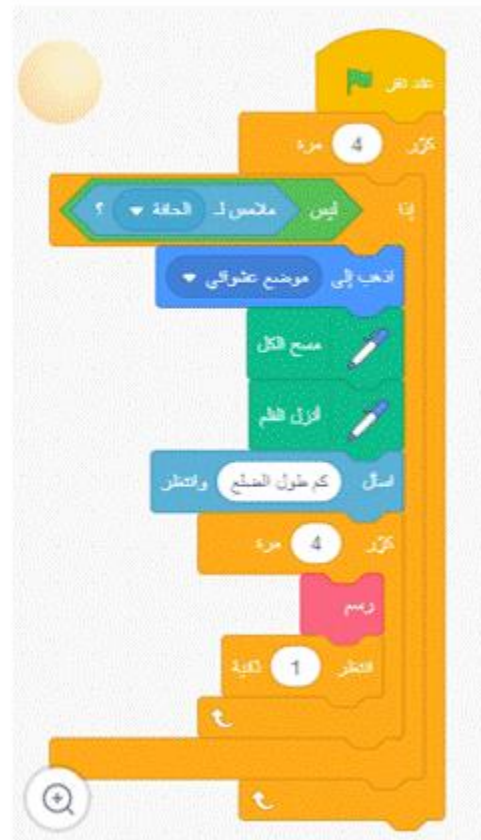 عند نقر
كرّر 4 مرة
إذا ليس ملامس لـ الحافة ؟
اذهب إلى موضع عشوائي
مسح الكل
أنزل القلم
اسأل كم طول الضلع وانتظر
كرّر 4 مرة
رسم
انتظر 1 ثانية